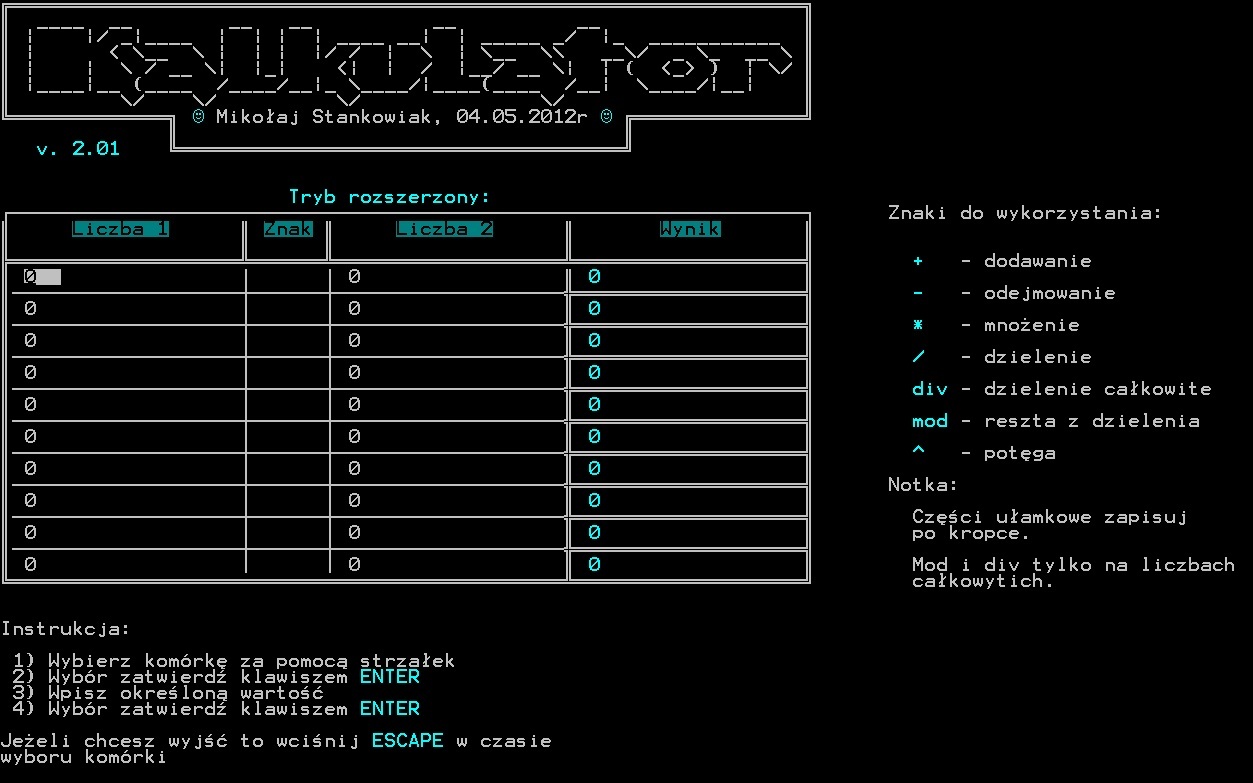 Kalkulator
☺ Mikołaj Stankowiak, 04.05.2012r ☺
v. 2.01
Tryb rozszerzony:
Liczba 1 Znak Liczba 2 Wynik
0 0 0
0 0 0
0 0 0
0 0 0
0 0 0
0 0 0
0 0 0
0 0 0
0 0 0
0 0 0
Znaki do wykorzystania:
+ - dodawanie
- - odejmowanie
* - mnożenie
/ - dzielenie
div - dzielenie całkowite
mod - reszta z dzielenia
^ - potęga
Notka:
Części ułamkowe zapisuj
po kropce.
Mod i div tylko na liczbach
całkowytich.
Instrukcja:
1) Wybierz komórkę za pomocą strzałek
2) Wybór zatwierdź klawiszem ENTER
3) Wpisz określoną wartość
4) Wybór zatwierdź klawiszem ENTER
Jeżeli chcesz wyjść to wciśnij ESCAPE w czasie
wyboru komórki